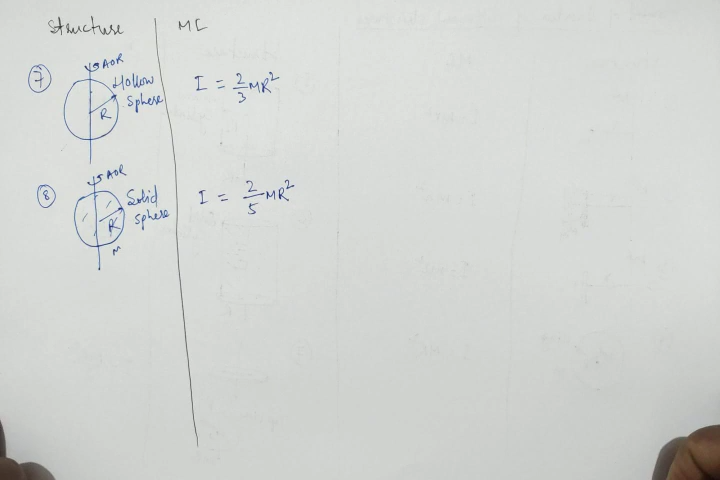 Structure | MI
⑦ AOR Hollow sphere R I = 2/3 MR²
⑧ AOR Solid sphere R M I = 2/5 MR²